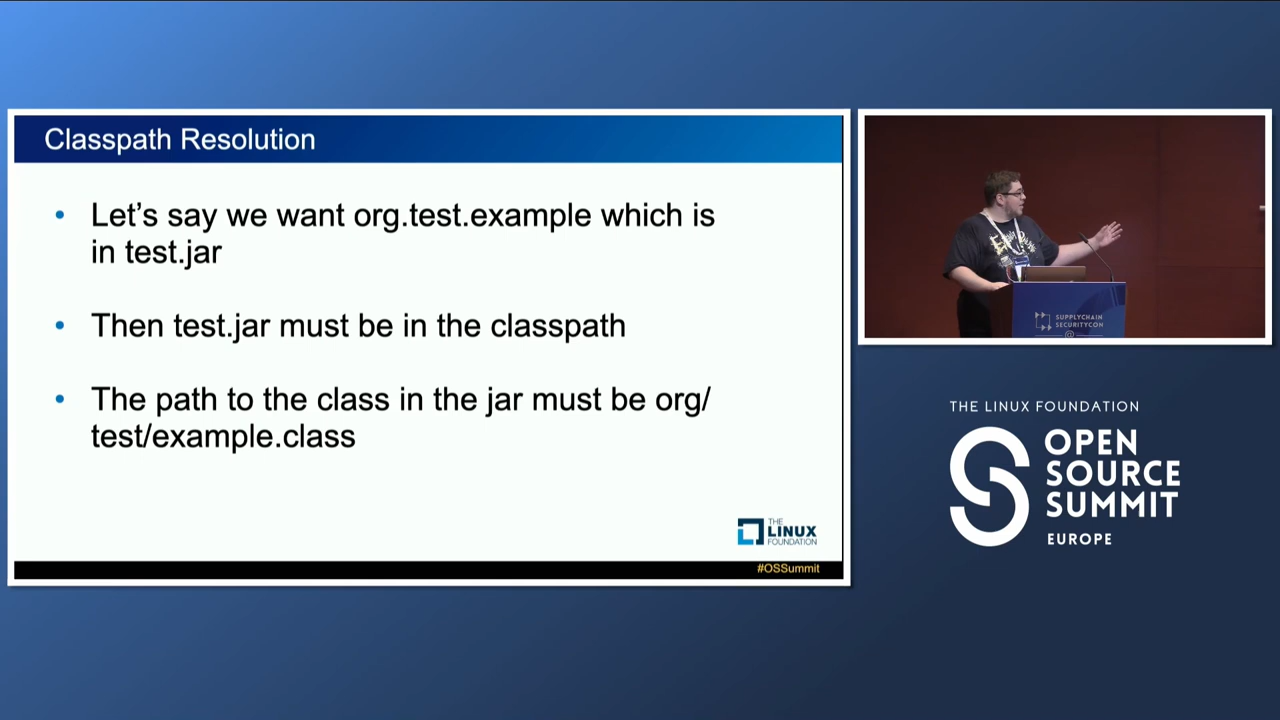 Classpath Resolution
• Let’s say we want org.test.example which is
in test.jar
• Then test.jar must be in the classpath
• The path to the class in the jar must be org/
test/example.class
THE
LINUX
FOUNDATION
#OSSummit
SUPPLYCHAIN
SECURITYCON
@
THE LINUX FOUNDATION
OPEN
SOURCE
SUMMIT
EUROPE